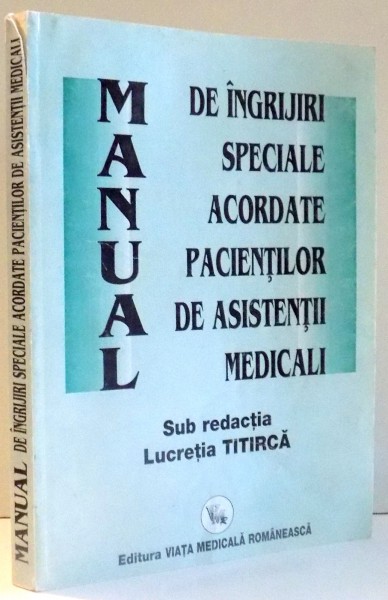 MANUAL DE ÎNGRIJIRI SPECIALE ACORDATE PACIENȚILOR DE ASISTENȚII MEDICALI
MANUAL
DE ÎNGRIJIRI
SPECIALE
ACORDATE
PACIENȚILOR
DE ASISTENȚII
MEDICALI
Sub redacția
Lucreția TITIRCĂ
Editura VIAȚA MEDICALĂ ROMÂNEASCĂ